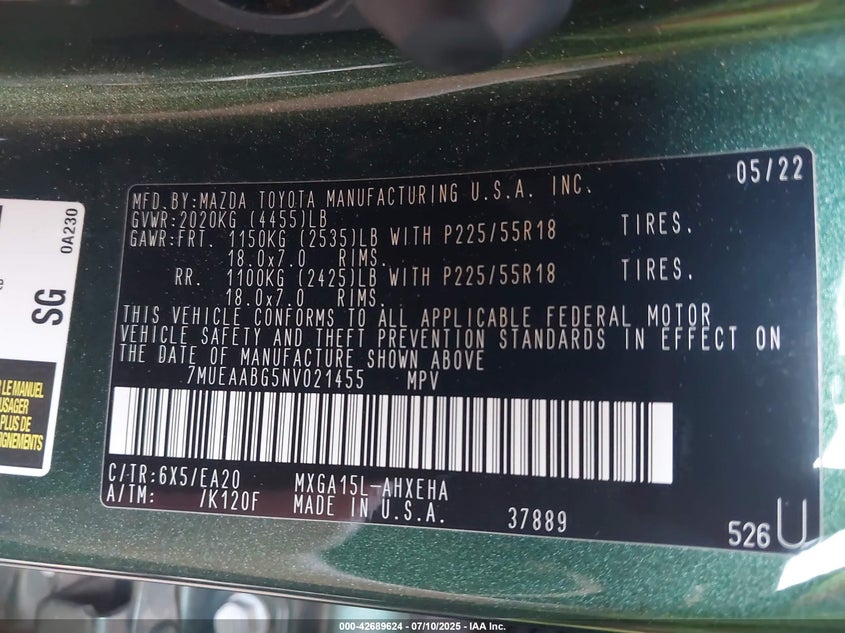 MFD.BY:MAZDA TOYOTA MANUFACTURING U.S.A. INC. 05/22
GVWR:2020KG (4455)LB
GAWR:FRT. 1150KG (2535)LB WITH P225/55R18 TIRES.
18.0x7.0 RIMS.
RR. 1100KG (2425)LB WITH P225/55R18 TIRES.
18.0x7.0 RIMS.
THIS VEHICLE CONFORMS TO ALL APPLICABLE FEDERAL MOTOR
VEHICLE SAFETY AND THEFT PREVENTION STANDARDS IN EFFECT ON
THE DATE OF MANUFACTURE SHOWN ABOVE
7MUEAABG5NV021455 MPV
C/TR:6X5/EA20 MXGA15L-AHXEHA
A/TM: /K120F MADE IN U.S.A. 37889
526 U
0A230
SG
LE MANUEL
USAGER
PLUS DE
IGNEMENTS
000-42689624 - 07/10/2025 - IAA Inc.